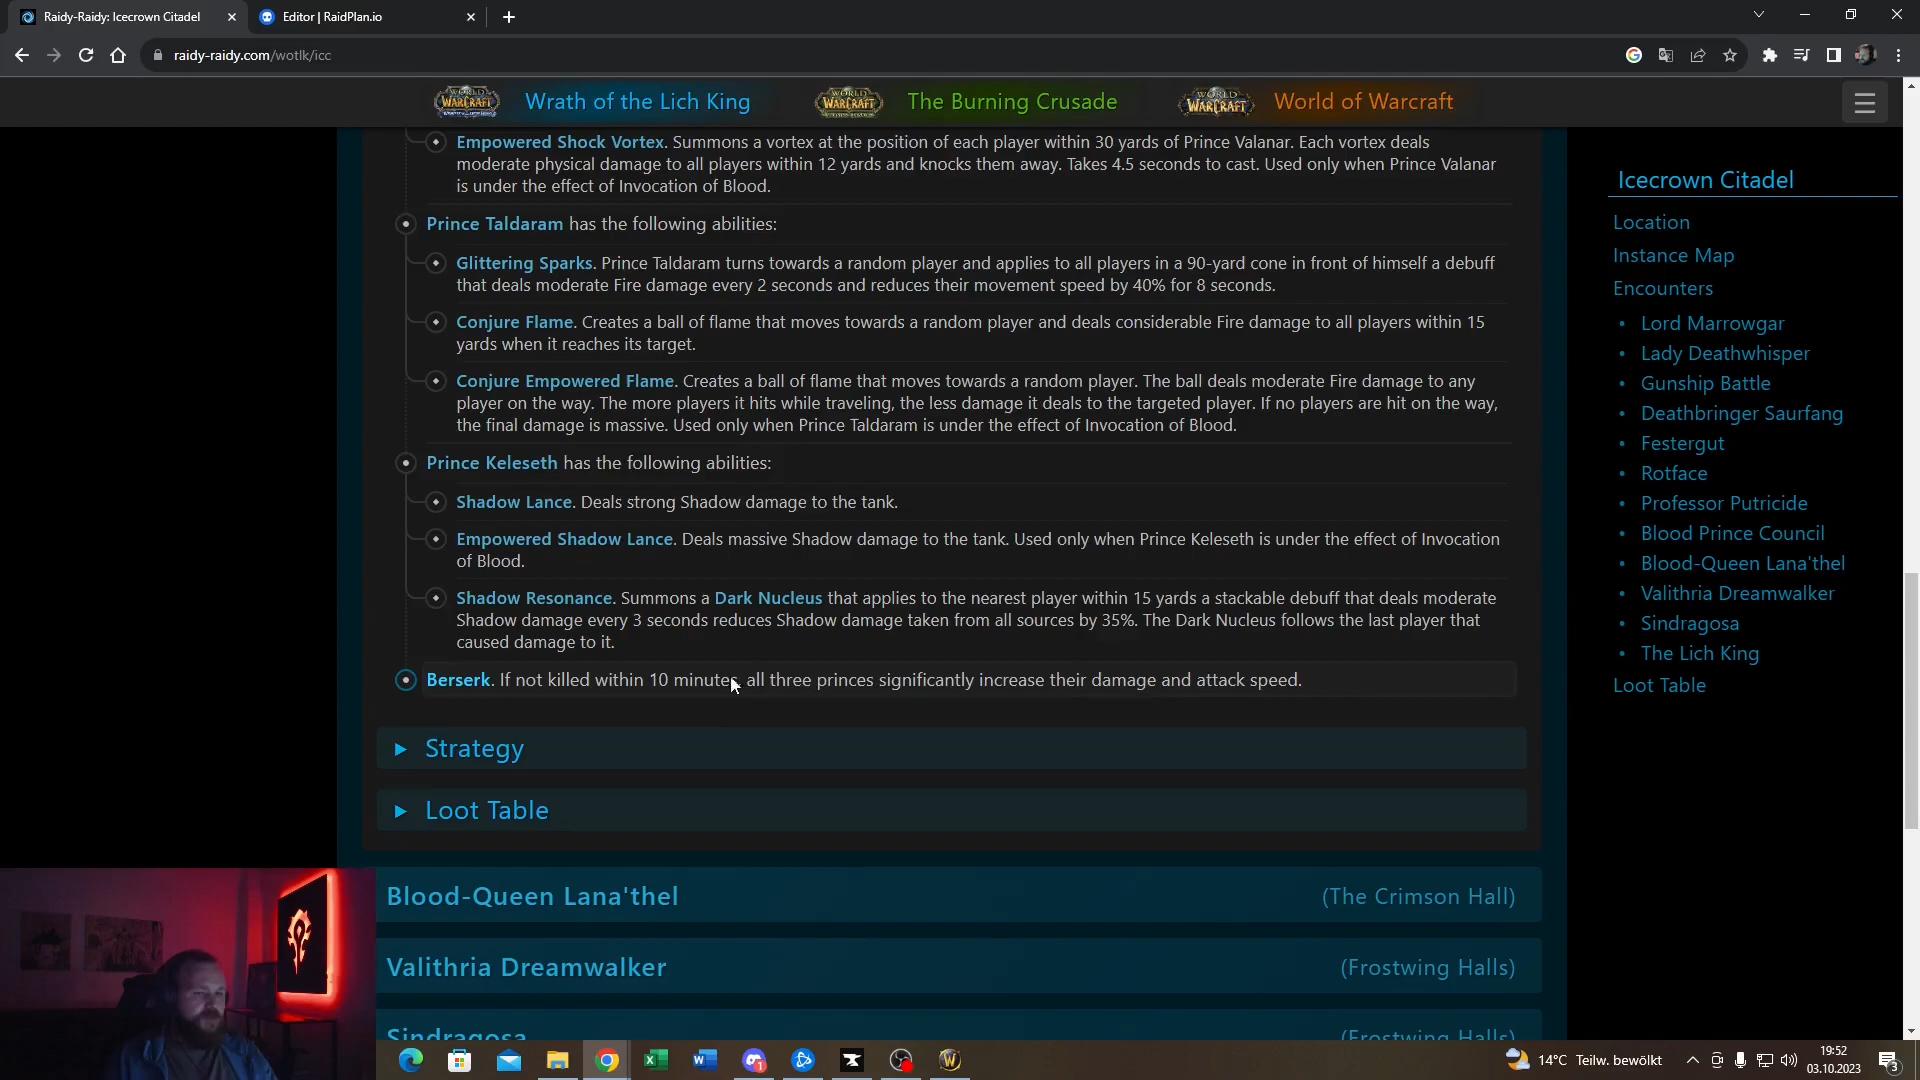 Raidy-Raidy: Icecrown Citadel
Editor | RaidPlan.io
raidy-raidy.com/wotlk/icc
WORLD OF WARCRAFT
Wrath of the Lich King
WORLD OF WARCRAFT
The Burning Crusade
WORLD OF WARCRAFT
World of Warcraft
Empowered Shock Vortex. Summons a vortex at the position of each player within 30 yards of Prince Valanar. Each vortex deals
moderate physical damage to all players within 12 yards and knocks them away. Takes 4.5 seconds to cast. Used only when Prince Valanar
is under the effect of Invocation of Blood.
Prince Taldaram has the following abilities:
Glittering Sparks. Prince Taldaram turns towards a random player and applies to all players in a 90-yard cone in front of himself a debuff
that deals moderate Fire damage every 2 seconds and reduces their movement speed by 40% for 8 seconds.
Conjure Flame. Creates a ball of flame that moves towards a random player and deals considerable Fire damage to all players within 15
yards when it reaches its target.
Conjure Empowered Flame. Creates a ball of flame that moves towards a random player. The ball deals moderate Fire damage to any
player on the way. The more players it hits while traveling, the less damage it deals to the targeted player. If no players are hit on the way,
the final damage is massive. Used only when Prince Taldaram is under the effect of Invocation of Blood.
Prince Keleseth has the following abilities:
Shadow Lance. Deals strong Shadow damage to the tank.
Empowered Shadow Lance. Deals massive Shadow damage to the tank. Used only when Prince Keleseth is under the effect of Invocation
of Blood.
Shadow Resonance. Summons a Dark Nucleus that applies to the nearest player within 15 yards a stackable debuff that deals moderate
Shadow damage every 3 seconds reduces Shadow damage taken from all sources by 35%. The Dark Nucleus follows the last player that
caused damage to it.
Berserk. If not killed within 10 minutes, all three princes significantly increase their damage and attack speed.
Strategy
Loot Table
Blood-Queen Lana'thel (The Crimson Hall)
Valithria Dreamwalker (Frostwing Halls)
Sindragosa (Frostwing Halls)
Icecrown Citadel
Location
Instance Map
Encounters
• Lord Marrowgar
• Lady Deathwhisper
• Gunship Battle
• Deathbringer Saurfang
• Festergut
• Rotface
• Professor Putricide
• Blood Prince Council
• Blood-Queen Lana'thel
• Valithria Dreamwalker
• Sindragosa
• The Lich King
Loot Table
1
14°C Teilw. bewölkt
19:52
03.10.2023
3